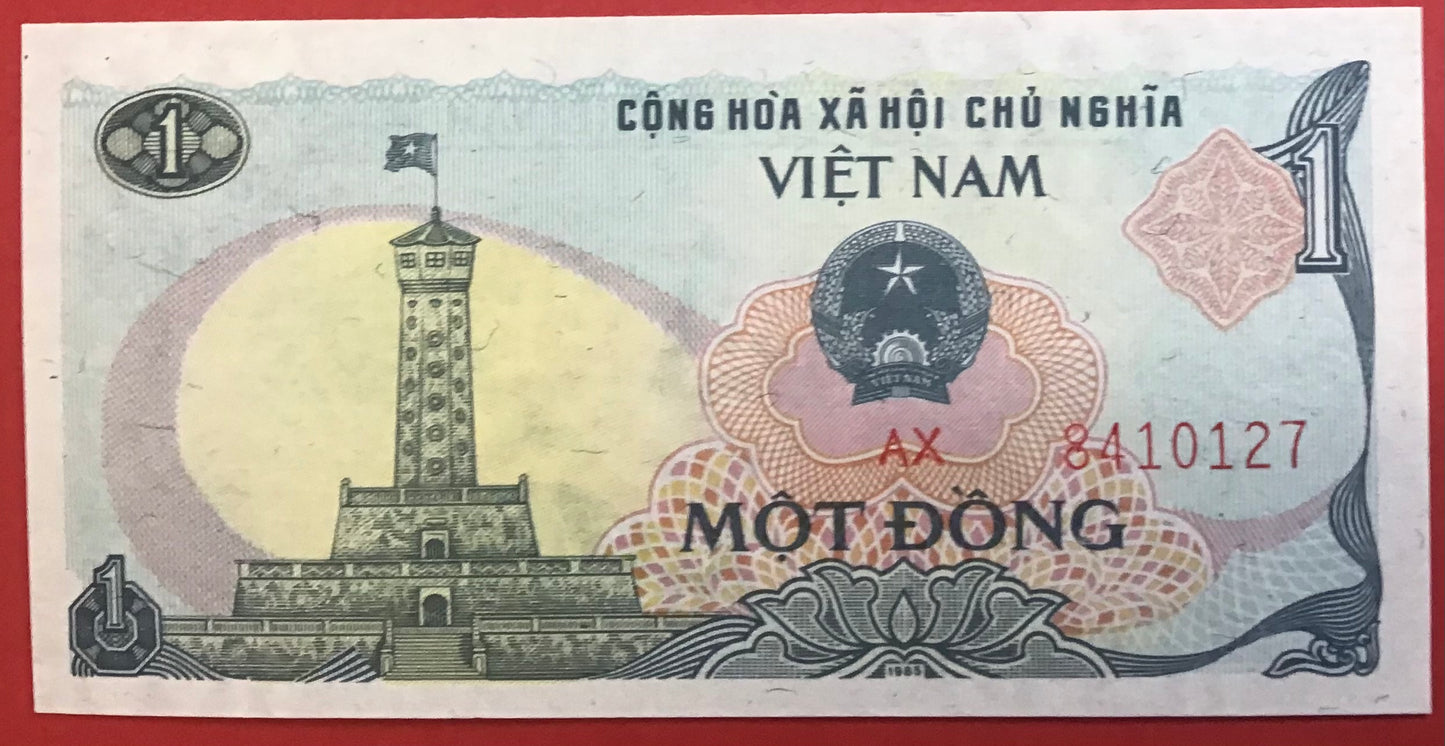 1
CỘNG HÒA XÃ HỘI CHỦ NGHĨA
VIỆT NAM
1
VIỆT NAM
AX 8410127
MỘT ĐỒNG
1
1985